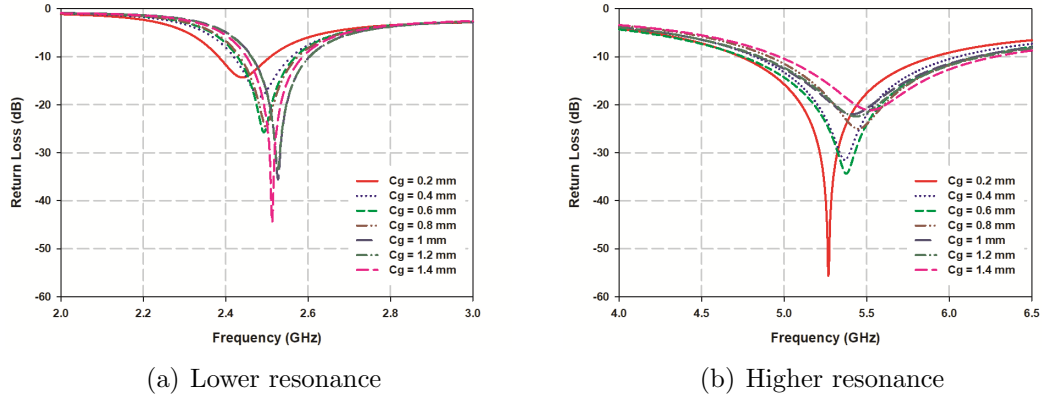 0
-10
-20
-30
-40
-50
-60
Return Loss (dB)
2.0
2.2
2.4
2.6
2.8
3.0
Frequency (GHz)
Cg = 0.2 mm
Cg = 0.4 mm
Cg = 0.6 mm
Cg = 0.8 mm
Cg = 1 mm
Cg = 1.2 mm
Cg = 1.4 mm
(a) Lower resonance
0
-10
-20
-30
-40
-50
-60
Return Loss (dB)
4.0
4.5
5.0
5.5
6.0
6.5
Frequency (GHz)
Cg = 0.2 mm
Cg = 0.4 mm
Cg = 0.6 mm
Cg = 0.8 mm
Cg = 1 mm
Cg = 1.2 mm
Cg = 1.4 mm
(b) Higher resonance